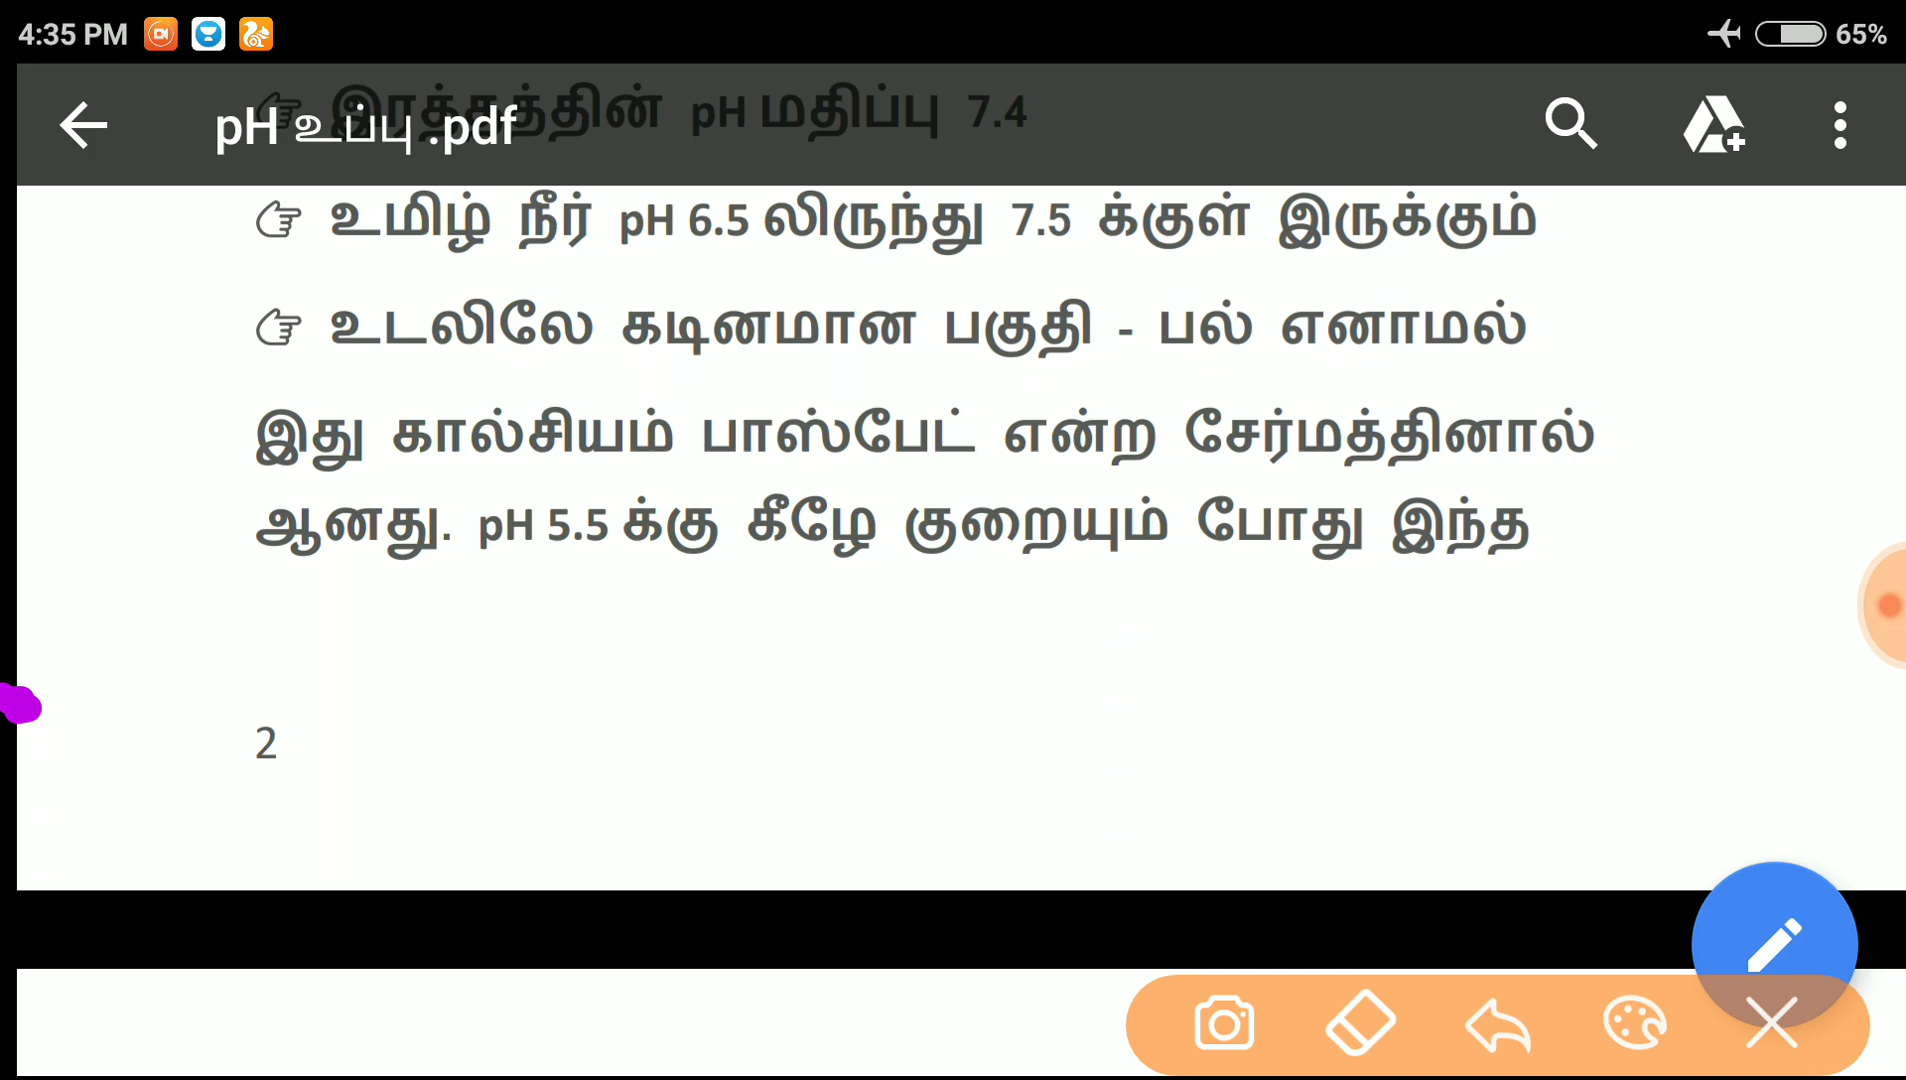 4:35 PM
65%
☞ இரத்தத்தின் pH மதிப்பு 7.4
pH உப்பு .pdf
☞ உமிழ் நீர் pH 6.5 லிருந்து 7.5 க்குள் இருக்கும்
☞ உடலிலே கடினமான பகுதி - பல் எனாமல்
இது கால்சியம் பாஸ்பேட் என்ற சேர்மத்தினால்
ஆனது. pH 5.5 க்கு கீழே குறையும் போது இந்த
2